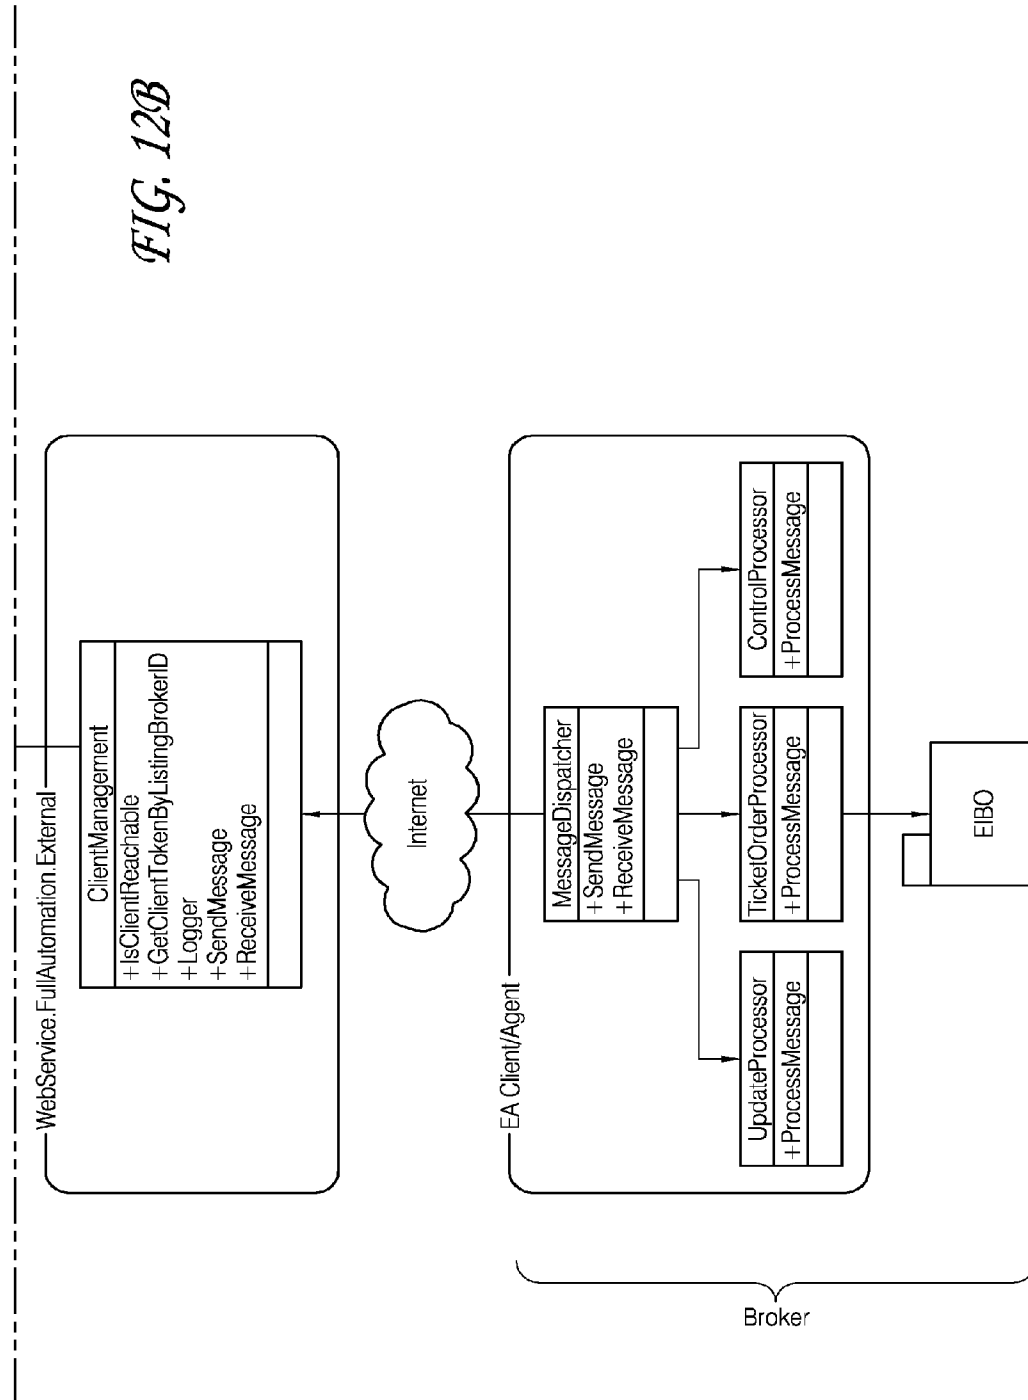 WebService.FullAutomation.External
ClientManagement
+IsClientReachable
+GetClientTokenByListingBrokerID
+Logger
+SendMessage
+ReceiveMessage
FIG. 12B
Internet
EA Client/Agent
MessageDispatcher
+SendMessage
+ReceiveMessage
UpdateProcessor
+ProcessMessage
TicketOrderProcessor
+ProcessMessage
ControlProcessor
+ProcessMessage
Broker
EIBO